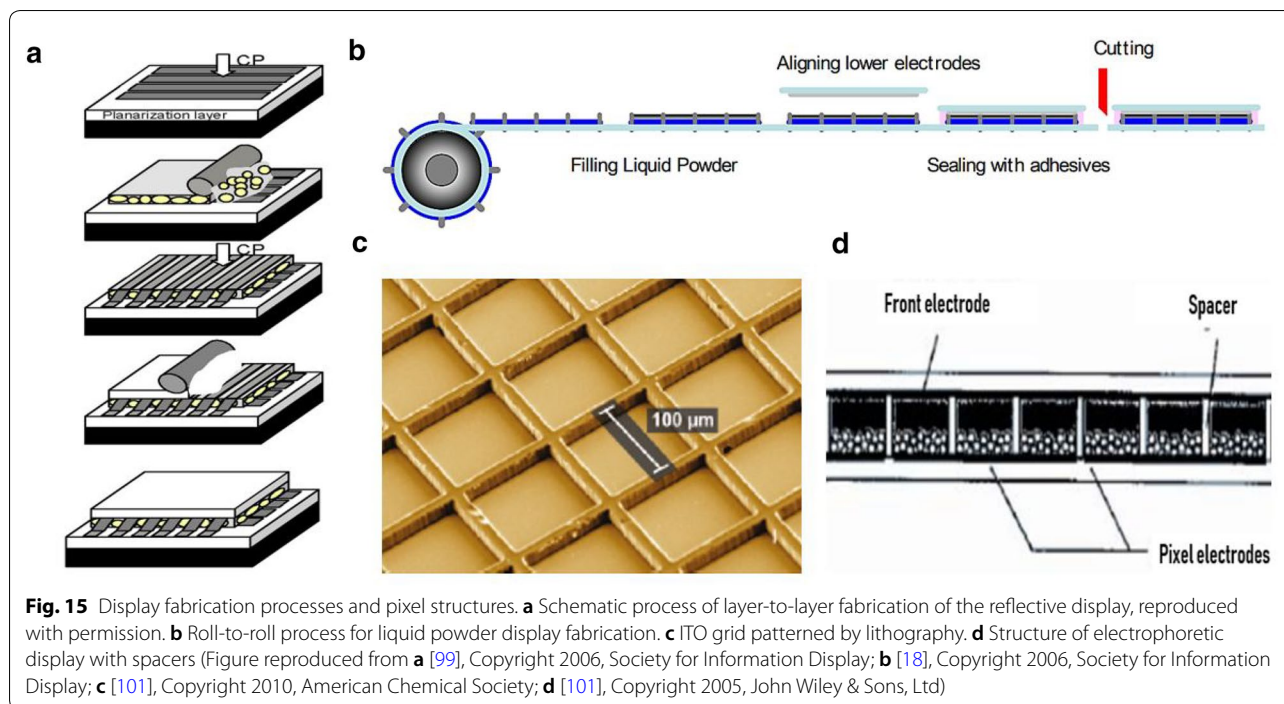 a
CP
Planarization layer
CP
b
Aligning lower electrodes
Cutting
Filling Liquid Powder
Sealing with adhesives
c
100 µm
d
Front electrode
Spacer
Pixel electrodes
Fig. 15 Display fabrication processes and pixel structures. a Schematic process of layer-to-layer fabrication of the reflective display, reproduced
with permission. b Roll-to-roll process for liquid powder display fabrication. c ITO grid patterned by lithography. d Structure of electrophoretic
display with spacers (Figure reproduced from a [99], Copyright 2006, Society for Information Display; b [18], Copyright 2006, Society for Information
Display; c [101], Copyright 2010, American Chemical Society; d [101], Copyright 2005, John Wiley & Sons, Ltd)